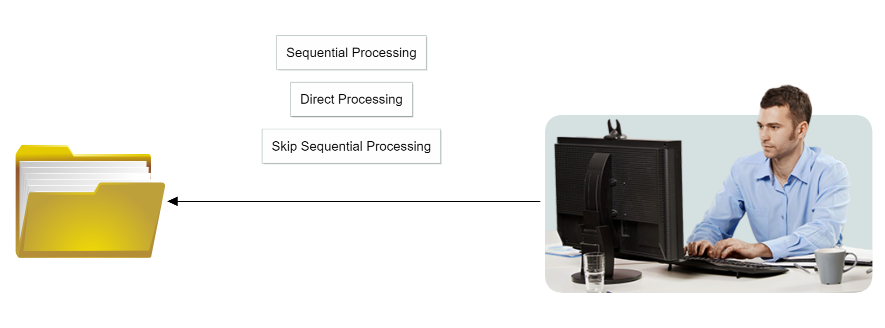 Sequential Processing
Direct Processing
Skip Sequential Processing